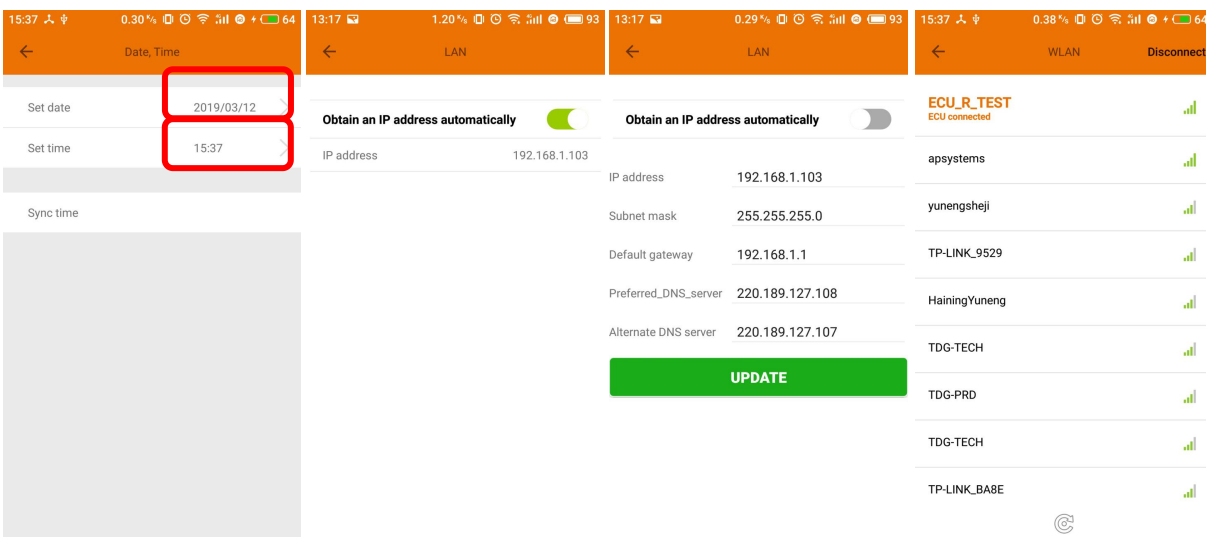 15:37 0.30 K/s 64
Date, Time
Set date 2019/03/12
Set time 15:37
Sync time
13:17 1.20 K/s 93
LAN
Obtain an IP address automatically
IP address 192.168.1.103
13:17 0.29 K/s 93
LAN
Obtain an IP address automatically
IP address 192.168.1.103
Subnet mask 255.255.255.0
Default gateway 192.168.1.1
Preferred_DNS_server 220.189.127.108
Alternate DNS server 220.189.127.107
UPDATE
15:37 0.38 K/s 64
WLAN Disconnect
ECU_R_TEST
ECU connected
apsystems
yunengsheji
TP-LINK_9529
HainingYuneng
TDG-TECH
TDG-PRD
TDG-TECH
TP-LINK_BA8E